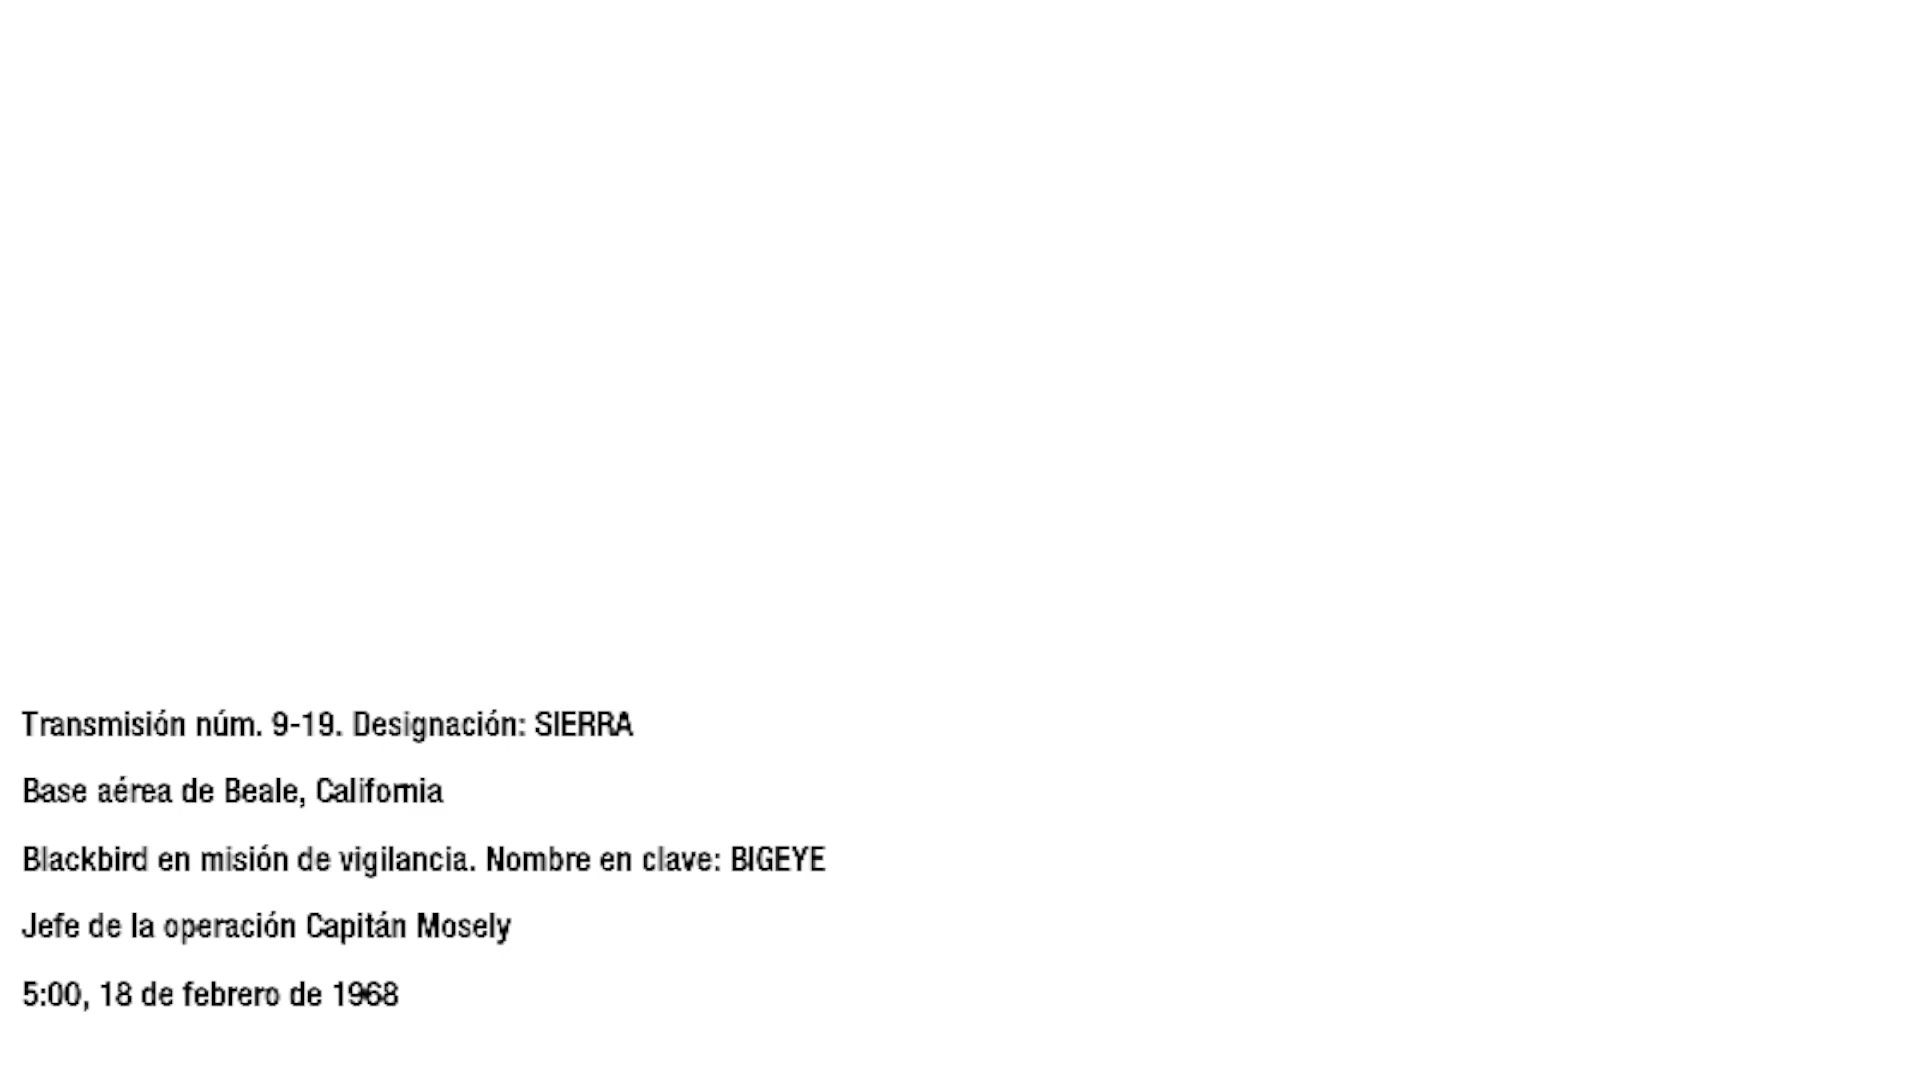 Transmisión núm. 9-19. Designación: SIERRA
Base aérea de Beale, California
Blackbird en misión de vigilancia. Nombre en clave: BIGEYE
Jefe de la operación Capitán Mosely
5:00, 18 de febrero de 1968